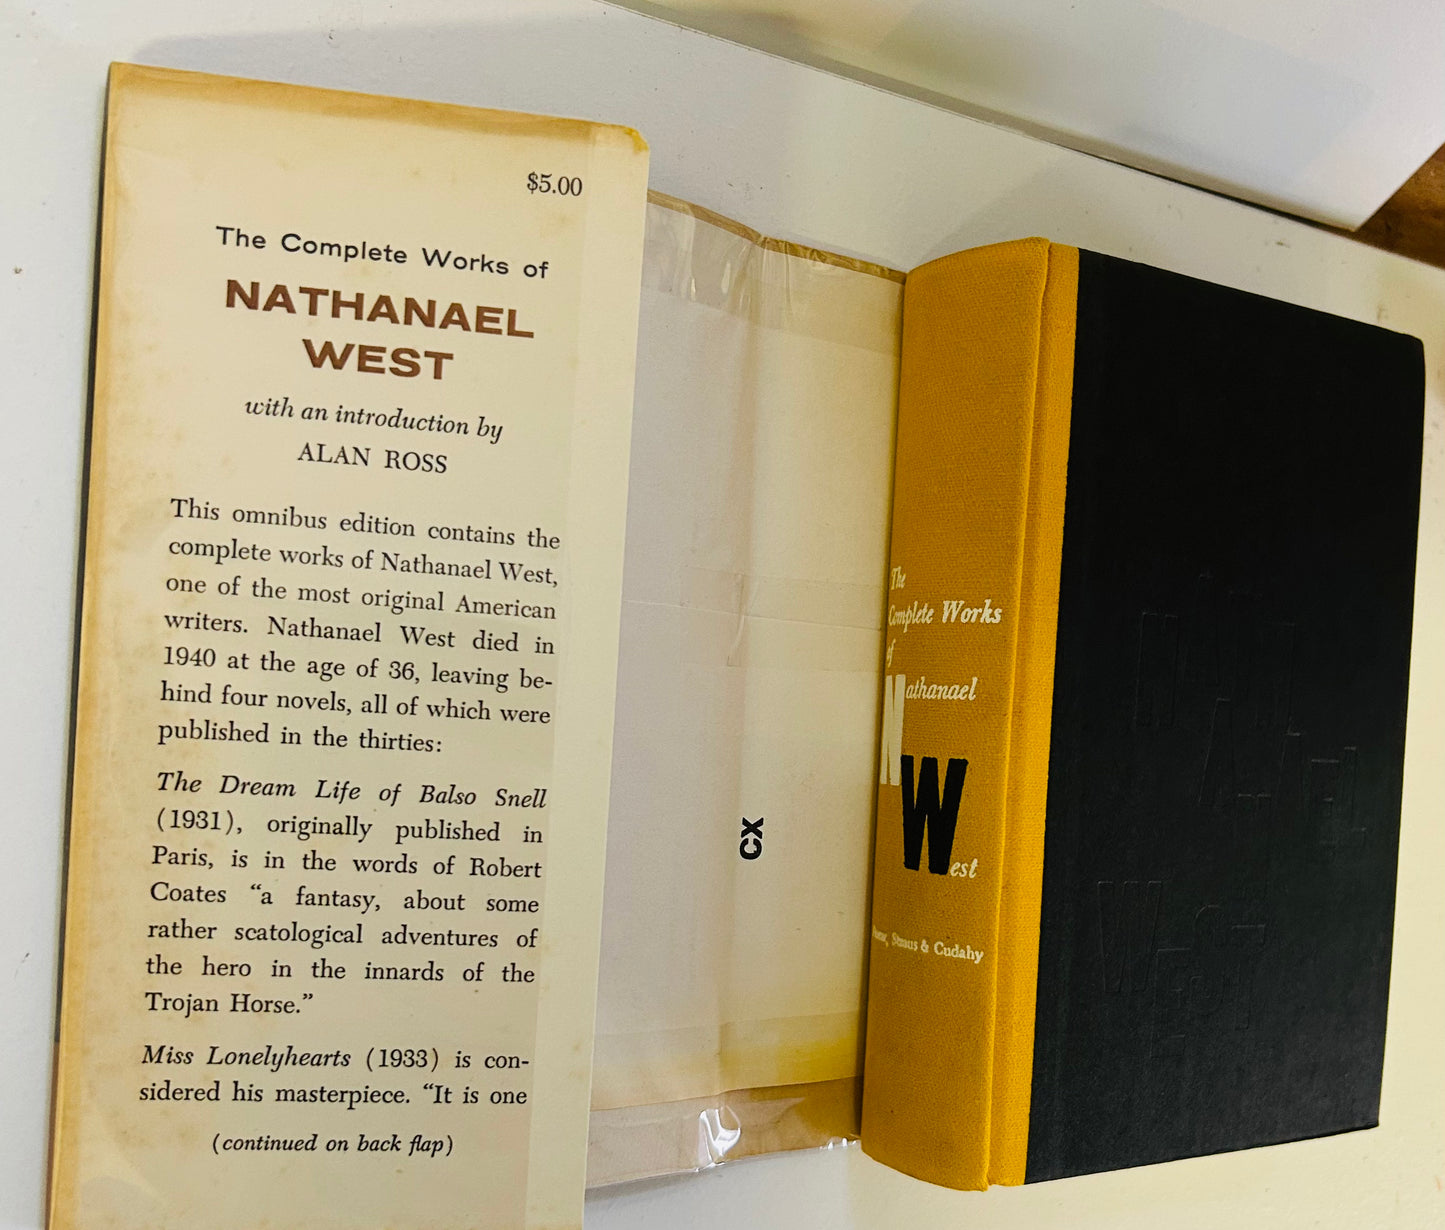 $5.00
The Complete Works of
NATHANAEL
WEST
with an introduction by
ALAN ROSS
This omnibus edition contains the
complete works of Nathanael West,
one of the most original American
writers. Nathanael West died in
1940 at the age of 36, leaving be-
hind four novels, all of which were
published in the thirties:
The Dream Life of Balso Snell
(1931), originally published in
Paris, is in the words of Robert
Coates “a fantasy, about some
rather scatological adventures of
the hero in the innards of the
Trojan Horse.”
Miss Lonelyhearts (1933) is con-
sidered his masterpiece. “It is one
(continued on back flap)
CX
The
Complete Works
of
Nathanael
West
Straus & Cudahy
NATHANAEL
WEST